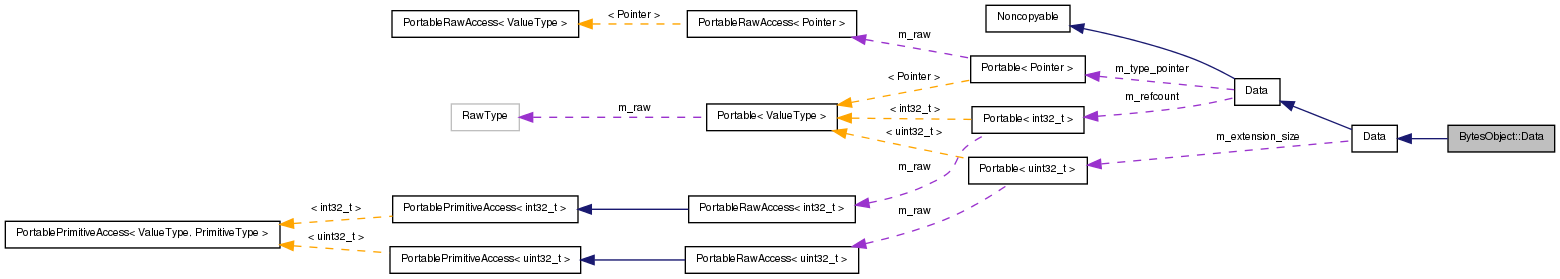 PortableRawAccess< ValueType >
< Pointer >
PortableRawAccess< Pointer >
Noncopyable
m_raw
Portable< Pointer >
m_type_pointer
< Pointer >
Data
m_refcount
RawType
m_raw
Portable< ValueType >
< int32_t >
Portable< int32_t >
< uint32_t >
m_extension_size
Data
BytesObject::Data
m_raw
Portable< uint32_t >
< int32_t >
PortablePrimitiveAccess< int32_t >
PortableRawAccess< int32_t >
m_raw
PortablePrimitiveAccess< ValueType, PrimitiveType >
< uint32_t >
PortablePrimitiveAccess< uint32_t >
PortableRawAccess< uint32_t >